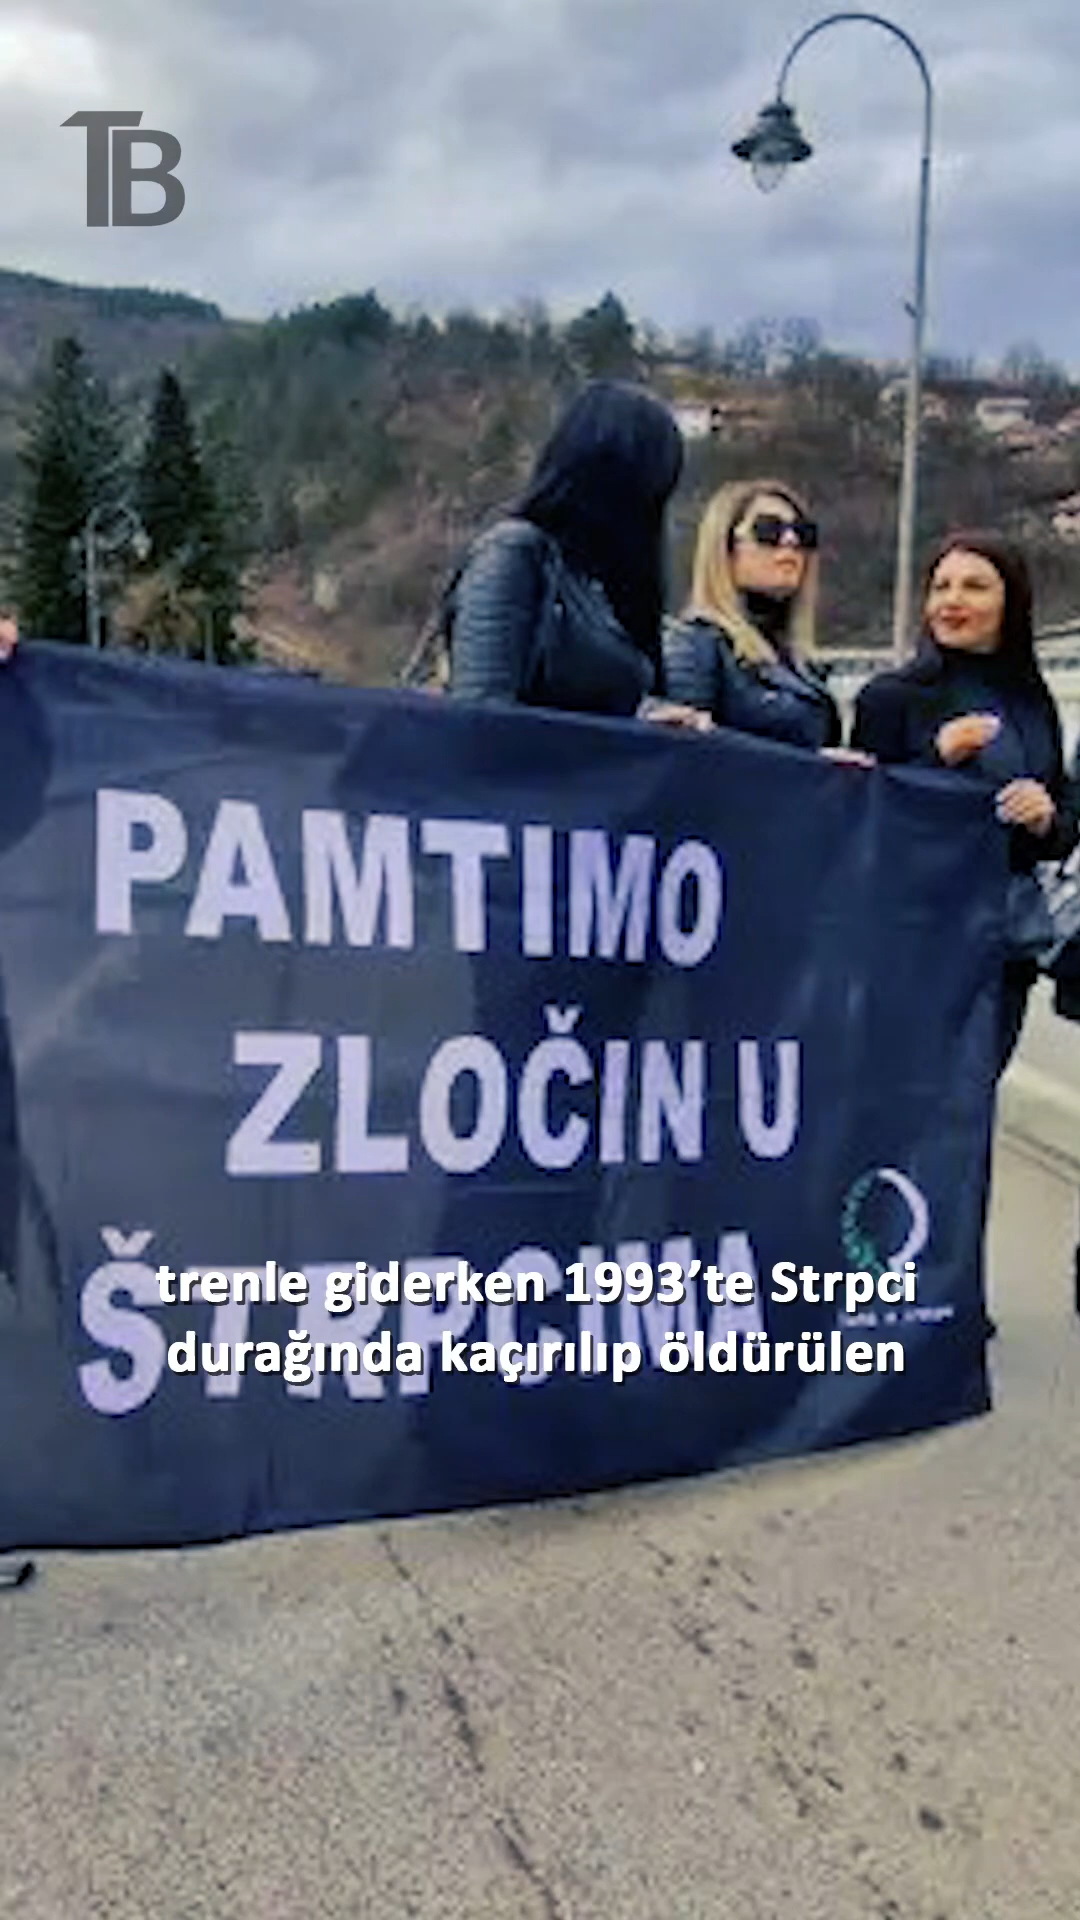 TB
PAMTIMO
ZLOČIN U
ŠTRPCIMA
trenle giderken 1993’te Strpci
durağında kaçırılıp öldürülen